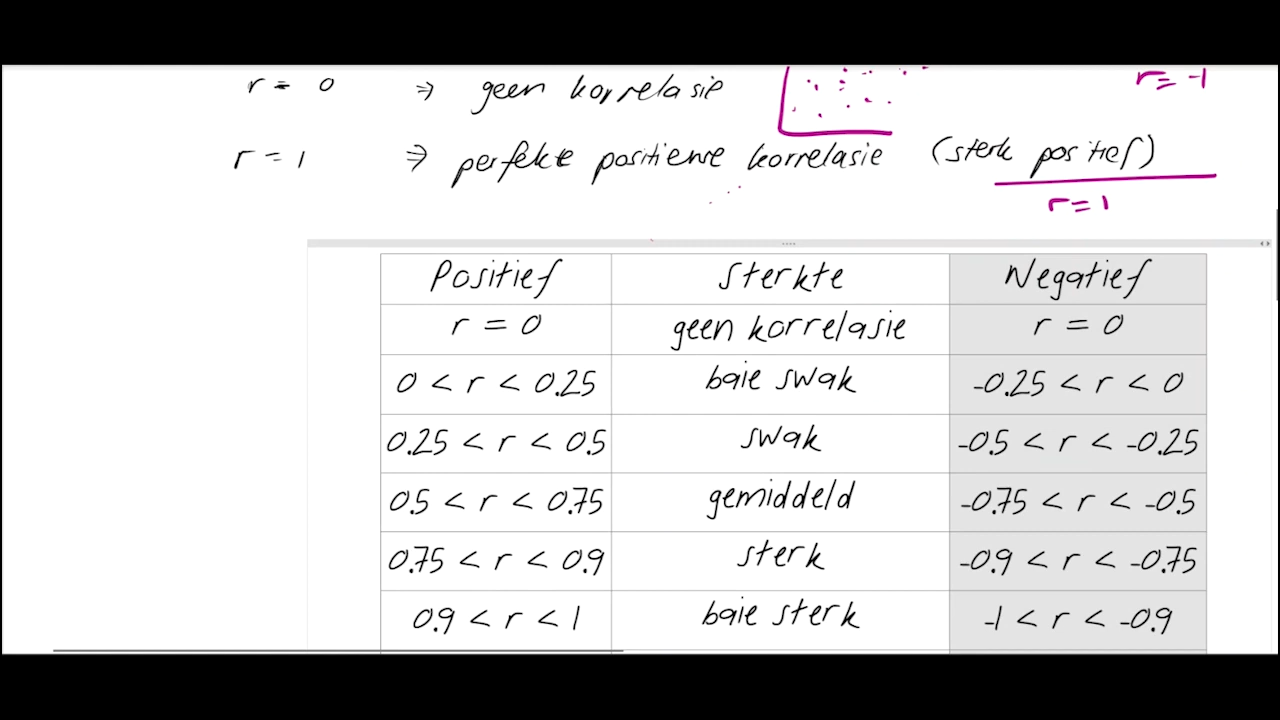 r = 0 ⇒ geen korrelasie r = -1
r = 1 ⇒ perfekte positiewe korrelasie (sterk positief)
r = 1
Positief Sterkte Negatief
r = 0 geen korrelasie r = 0
0 < r < 0.25 baie swak -0.25 < r < 0
0.25 < r < 0.5 swak -0.5 < r < -0.25
0.5 < r < 0.75 gemiddeld -0.75 < r < -0.5
0.75 < r < 0.9 sterk -0.9 < r < -0.75
0.9 < r < 1 baie sterk -1 < r < -0.9